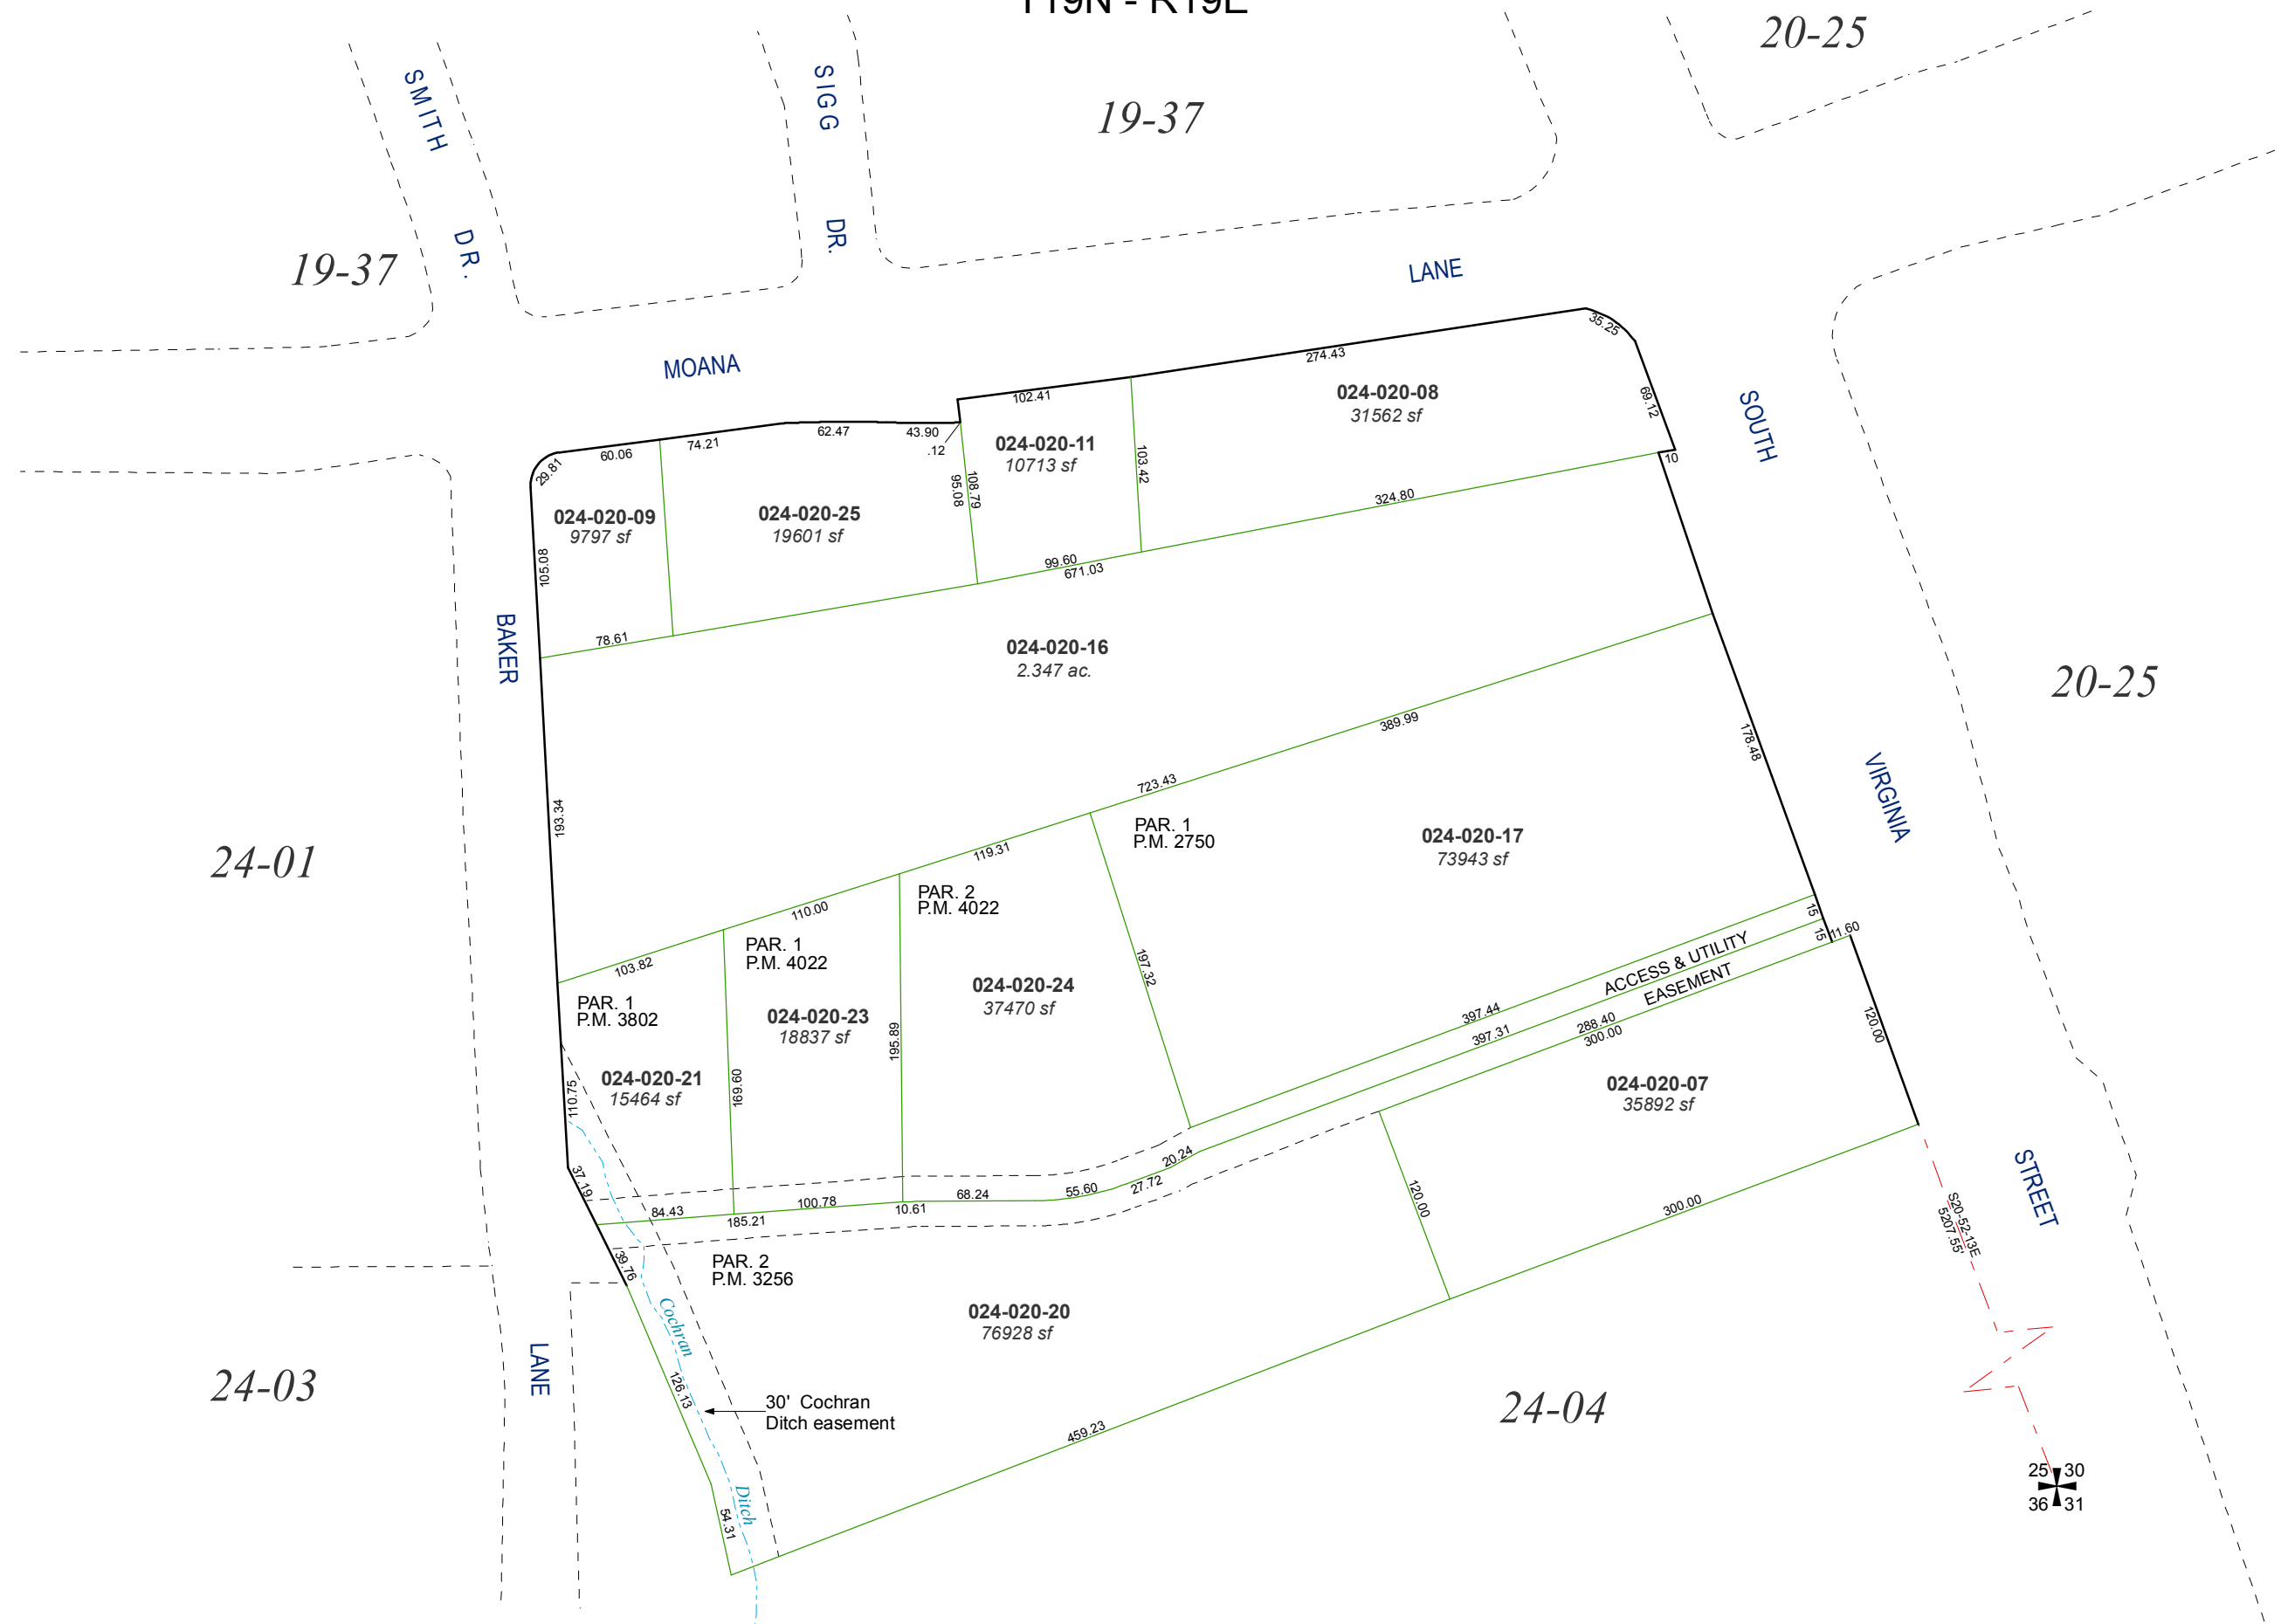 T19N - R19E
20-25
19-37
SMITH DR.
SIGG DR.
19-37
MOANA LANE
35.25
274.43
102.41
69.12
024-020-08
31562 sf
10
62.47
43.90
.12
74.21
60.06
29.81
024-020-11
10713 sf
103.42
108.79
95.08
324.80
SOUTH VIRGINIA STREET
024-020-09
9797 sf
024-020-25
19601 sf
105.08
99.60
671.03
78.61
BAKER LANE
024-020-16
2.347 ac.
20-25
389.99
178.48
723.43
193.34
24-01
PAR. 1
P.M. 2750
024-020-17
73943 sf
119.31
110.00
PAR. 2
P.M. 4022
PAR. 1
P.M. 4022
103.82
15
15
11.60
ACCESS & UTILITY
EASEMENT
197.32
PAR. 1
P.M. 3802
024-020-24
37470 sf
024-020-23
18837 sf
195.89
397.44
397.31
288.40
300.00
120.00
024-020-21
15464 sf
110.75
169.60
024-020-07
35892 sf
37.19
20.24
27.72
55.60
68.24
10.61
100.78
185.21
84.43
120.00
300.00
S20-52-13E
5207.55'
39.76
PAR. 2
P.M. 3256
024-020-20
76928 sf
Cochran
Ditch
126.13
30' Cochran
Ditch easement
24-03
24-04
459.23
54.31
25 30
36 31